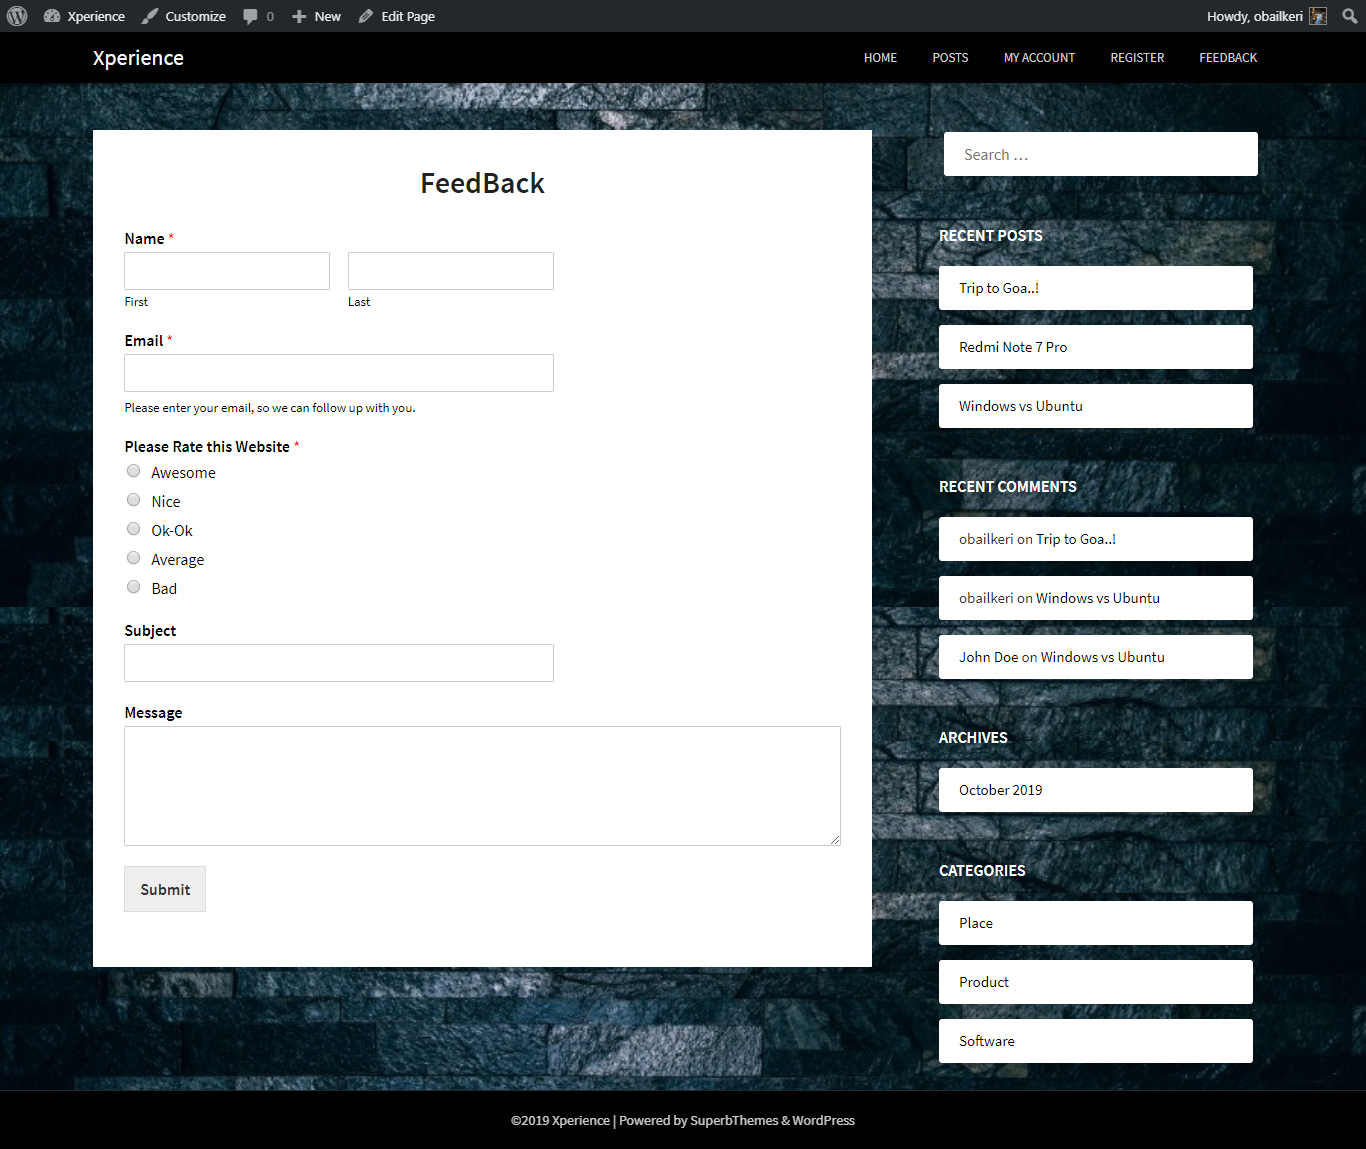 Xperience Customize 0 New Edit Page Howdy, obailkeri
Xperience HOME POSTS MY ACCOUNT REGISTER FEEDBACK
FeedBack
Name *
First Last
Email *
Please enter your email, so we can follow up with you.
Please Rate this Website *
Awesome
Nice
Ok-Ok
Average
Bad
Subject
Message
Submit
Search …
RECENT POSTS
Trip to Goa..!
Redmi Note 7 Pro
Windows vs Ubuntu
RECENT COMMENTS
obailkeri on Trip to Goa..!
obailkeri on Windows vs Ubuntu
John Doe on Windows vs Ubuntu
ARCHIVES
October 2019
CATEGORIES
Place
Product
Software
©2019 Xperience | Powered by SuperbThemes & WordPress